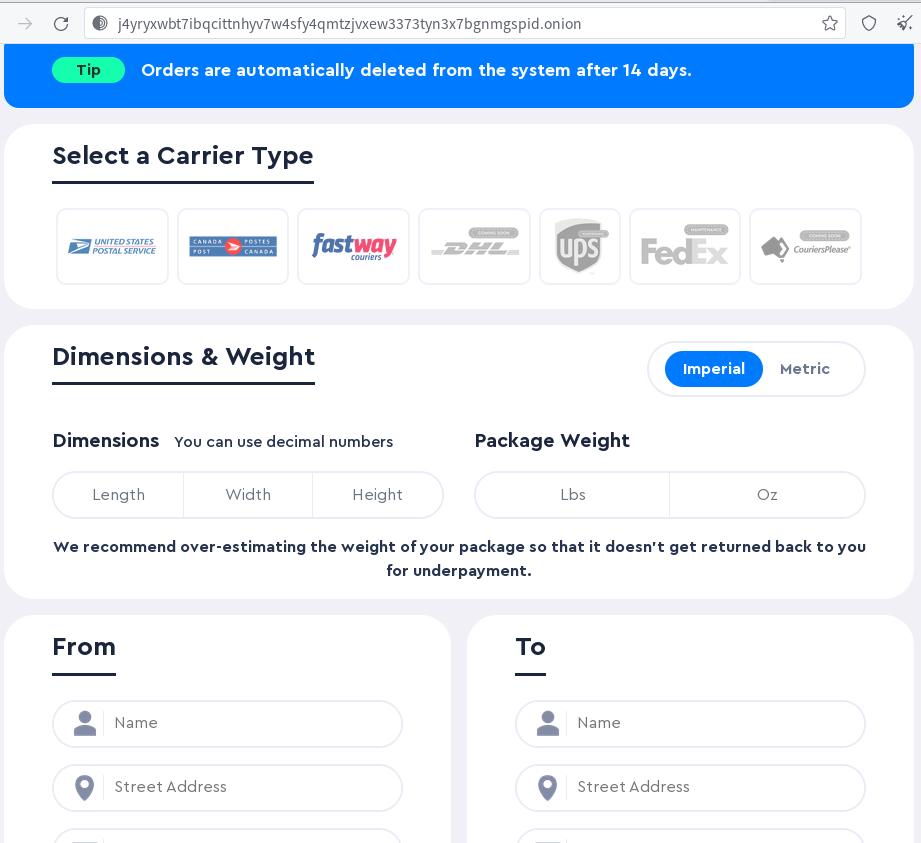 j4yryxwbt7ibqcittnhyv7w4sfy4qmtzjvxew3373tyn3x7bgnmgspid.onion
Tip Orders are automatically deleted from the system after 14 days.
Select a Carrier Type
UNITED STATES POSTAL SERVICE
CANADA POST POSTES CANADA
fastway couriers
COMING SOON DHL
ups
MAINTENANCE FedEx
COMING SOON CouriersPlease
Dimensions & Weight
Imperial Metric
Dimensions You can use decimal numbers
Package Weight
Length Width Height
Lbs Oz
We recommend over-estimating the weight of your package so that it doesn't get returned back to you
for underpayment.
From
To
Name
Name
Street Address
Street Address